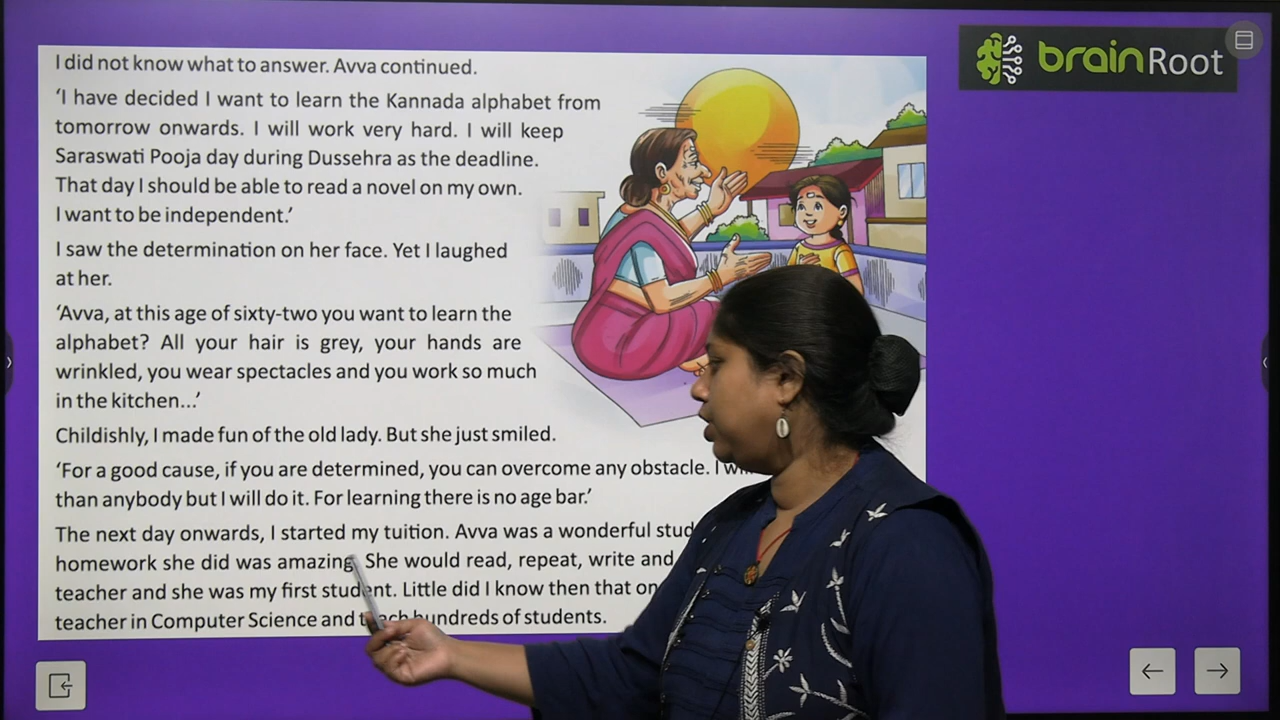 brainRoot
I did not know what to answer. Avva continued.
‘I have decided I want to learn the Kannada alphabet from
tomorrow onwards. I will work very hard. I will keep
Saraswati Pooja day during Dussehra as the deadline.
That day I should be able to read a novel on my own.
I want to be independent.’
I saw the determination on her face. Yet I laughed
at her.
‘Avva, at this age of sixty-two you want to learn the
alphabet? All your hair is grey, your hands are
wrinkled, you wear spectacles and you work so much
in the kitchen...’
Childishly, I made fun of the old lady. But she just smiled.
‘For a good cause, if you are determined, you can overcome any obstacle. I
than anybody but I will do it. For learning there is no age bar.’
The next day onwards, I started my tuition. Avva was a wonderful
homework she did was amazing. She would read, repeat, write and
teacher and she was my first student. Little did I know then that
teacher in Computer Science and teach hundreds of students.